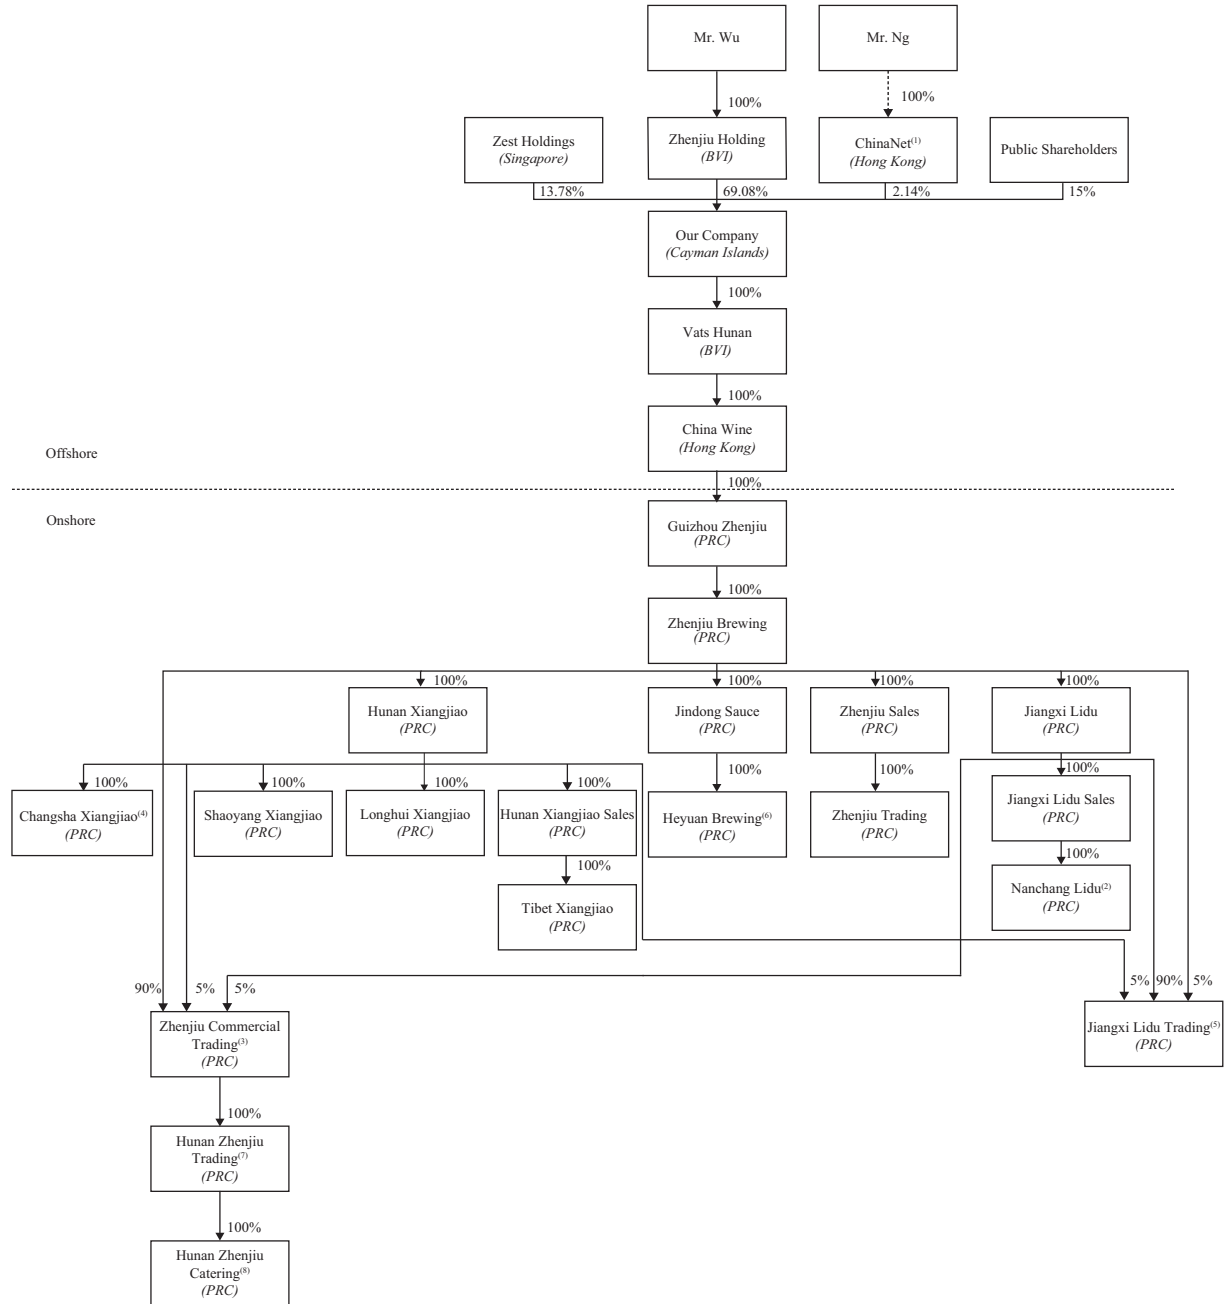 Mr. Wu
Mr. Ng
100%
100%
Zest Holdings
(Singapore)
Zhenjiu Holding
(BVI)
ChinaNet(1)
(Hong Kong)
Public Shareholders
13.78%
69.08%
2.14%
15%
Our Company
(Cayman Islands)
100%
Vats Hunan
(BVI)
100%
China Wine
(Hong Kong)
Offshore
100%
Onshore
Guizhou Zhenjiu
(PRC)
100%
Zhenjiu Brewing
(PRC)
100%
100%
100%
100%
Hunan Xiangjiao
(PRC)
Jindong Sauce
(PRC)
Zhenjiu Sales
(PRC)
Jiangxi Lidu
(PRC)
100%
100%
100%
100%
100%
100%
100%
Changsha Xiangjiao(4)
(PRC)
Shaoyang Xiangjiao
(PRC)
Longhui Xiangjiao
(PRC)
Hunan Xiangjiao Sales
(PRC)
Heyuan Brewing(6)
(PRC)
Zhenjiu Trading
(PRC)
Jiangxi Lidu Sales
(PRC)
100%
100%
Tibet Xiangjiao
(PRC)
Nanchang Lidu(2)
(PRC)
90%
5%
5%
5%
90%
5%
Zhenjiu Commercial
Trading(3)
(PRC)
Jiangxi Lidu Trading(5)
(PRC)
100%
Hunan Zhenjiu
Trading(7)
(PRC)
100%
Hunan Zhenjiu
Catering(8)
(PRC)